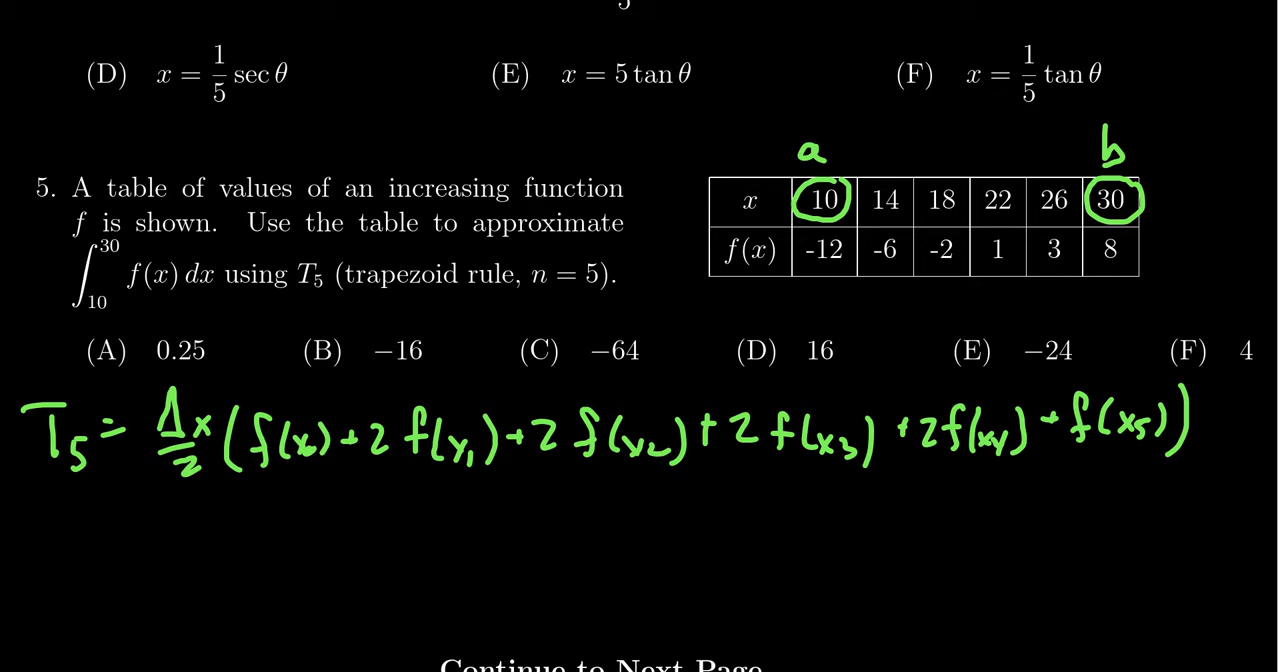 5
(D) x = 1/5 sec θ (E) x = 5 tan θ (F) x = 1/5 tan θ
a b
5. A table of values of an increasing function
f is shown. Use the table to approximate
∫_{10}^{30} f(x) dx using T₅ (trapezoid rule, n = 5).
x 10 14 18 22 26 30
f(x) -12 -6 -2 1 3 8
(A) 0.25 (B) −16 (C) −64 (D) 16 (E) −24 (F) 4
T₅ = Δx/2 (f(x₀) + 2 f(x₁) + 2 f(x₂) + 2 f(x₃) + 2f(x₄) + f(x₅))
Continue to Next Page